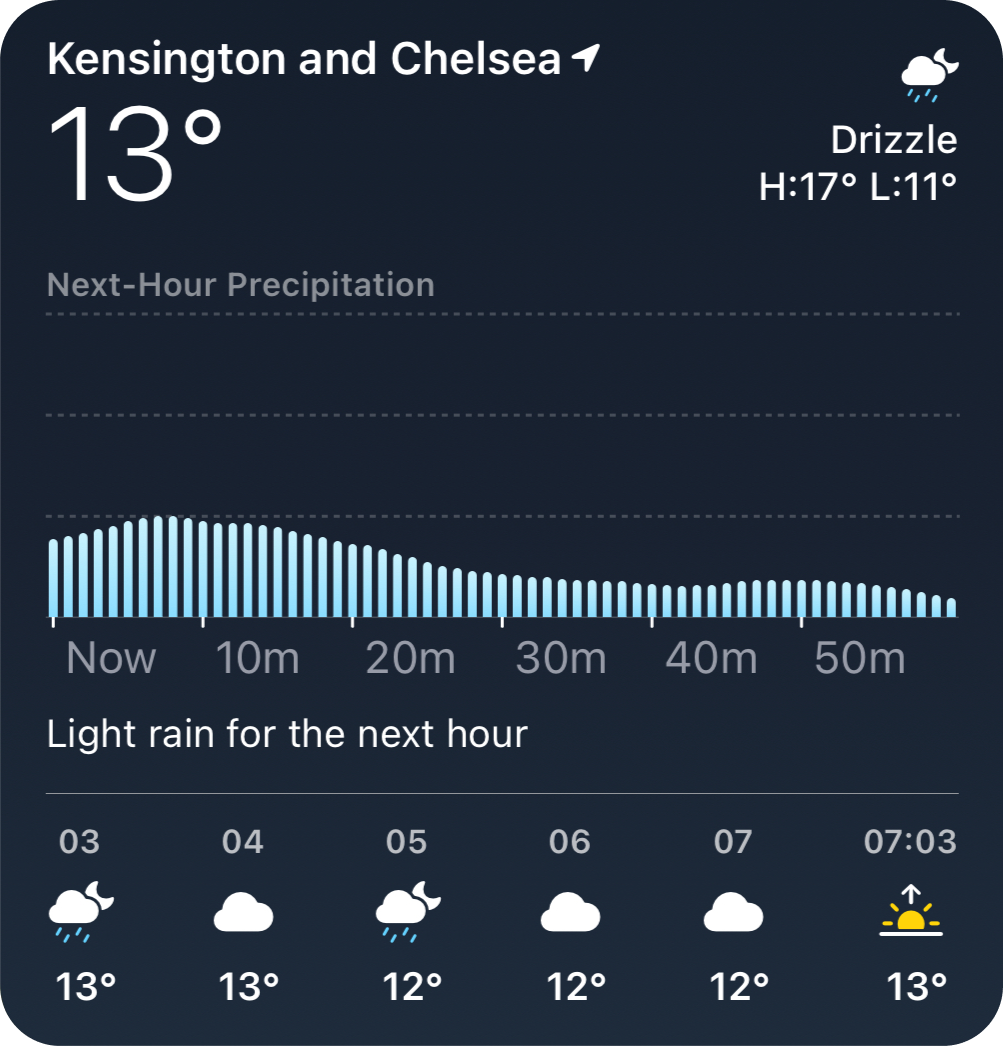 Kensington and Chelsea
13°
Drizzle
H:17° L:11°
Next-Hour Precipitation
Now 10m 20m 30m 40m 50m
Light rain for the next hour
03 04 05 06 07 07:03
13° 13° 12° 12° 12° 13°